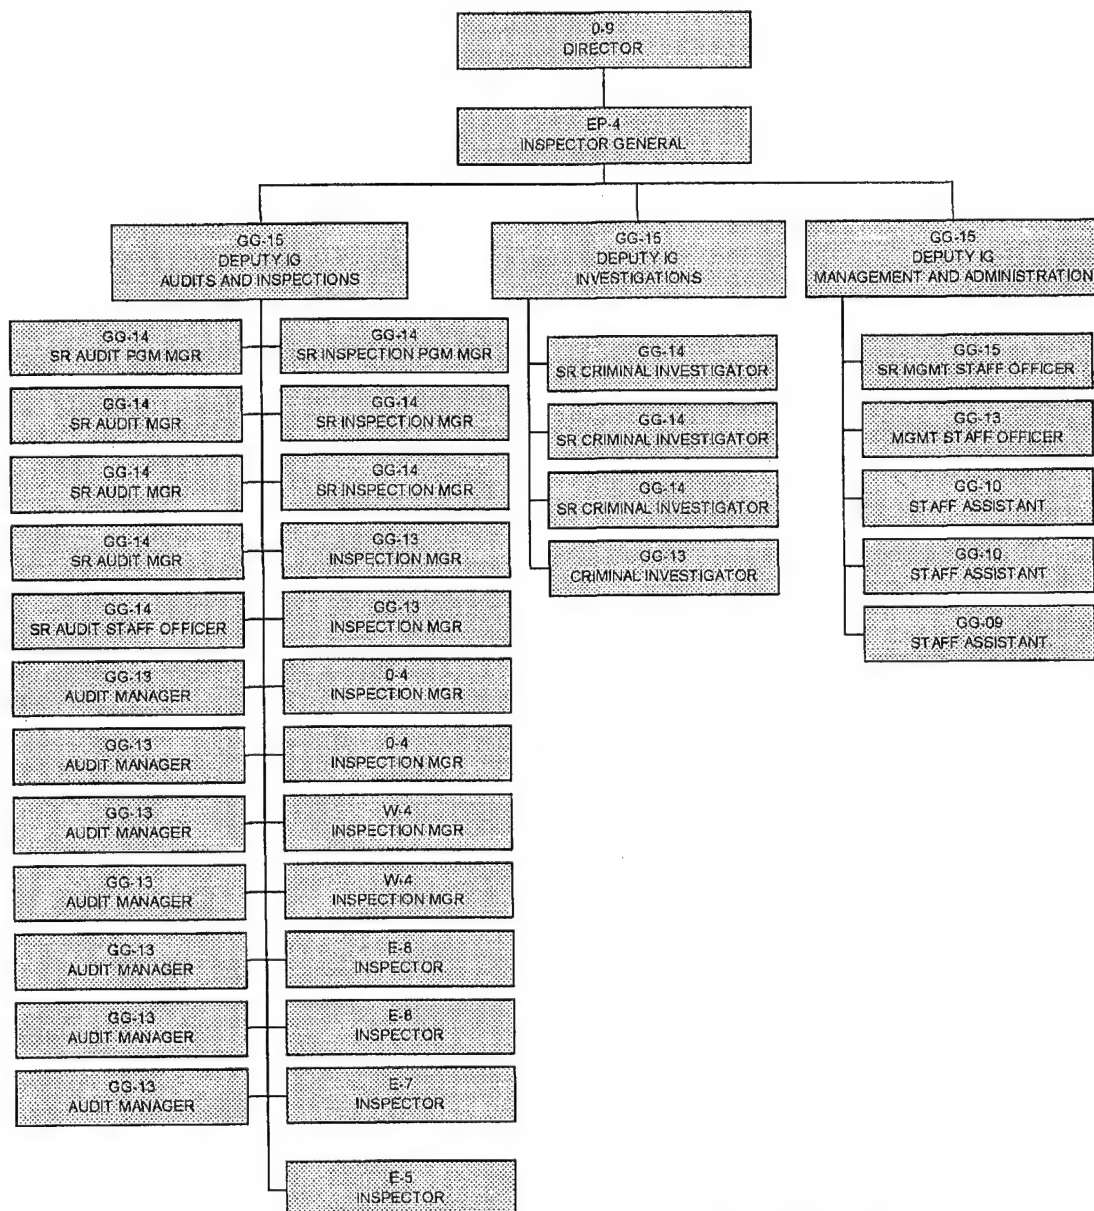 0-9
DIRECTOR
EP-4
INSPECTOR GENERAL
GG-15
DEPUTY IG
AUDITS AND INSPECTIONS
GG-15
DEPUTY IG
INVESTIGATIONS
GG-15
DEPUTY IG
MANAGEMENT AND ADMINISTRATION
GG-14
SR AUDIT PGM MGR
GG-14
SR AUDIT MGR
GG-14
SR AUDIT MGR
GG-14
SR AUDIT MGR
GG-14
SR AUDIT STAFF OFFICER
GG-13
AUDIT MANAGER
GG-13
AUDIT MANAGER
GG-13
AUDIT MANAGER
GG-13
AUDIT MANAGER
GG-13
AUDIT MANAGER
GG-13
AUDIT MANAGER
GG-13
AUDIT MANAGER
GG-14
SR INSPECTION PGM MGR
GG-14
SR INSPECTION MGR
GG-14
SR INSPECTION MGR
GG-13
INSPECTION MGR
GG-13
INSPECTION MGR
0-4
INSPECTION MGR
0-4
INSPECTION MGR
W-4
INSPECTION MGR
W-4
INSPECTION MGR
INSPECTOR
INSPECTOR
E-7
INSPECTOR
E-5
INSPECTOR
GG-14
SR CRIMINAL INVESTIGATOR
GG-14
SR CRIMINAL INVESTIGATOR
GG-14
SR CRIMINAL INVESTIGATOR
GG-13
CRIMINAL INVESTIGATOR
GG-15
SR MGMT STAFF OFFICER
GG-13
MGMT STAFF OFFICER
GG-10
STAFF ASSISTANT
GG-10
STAFF ASSISTANT
GG-09
STAFF ASSISTANT